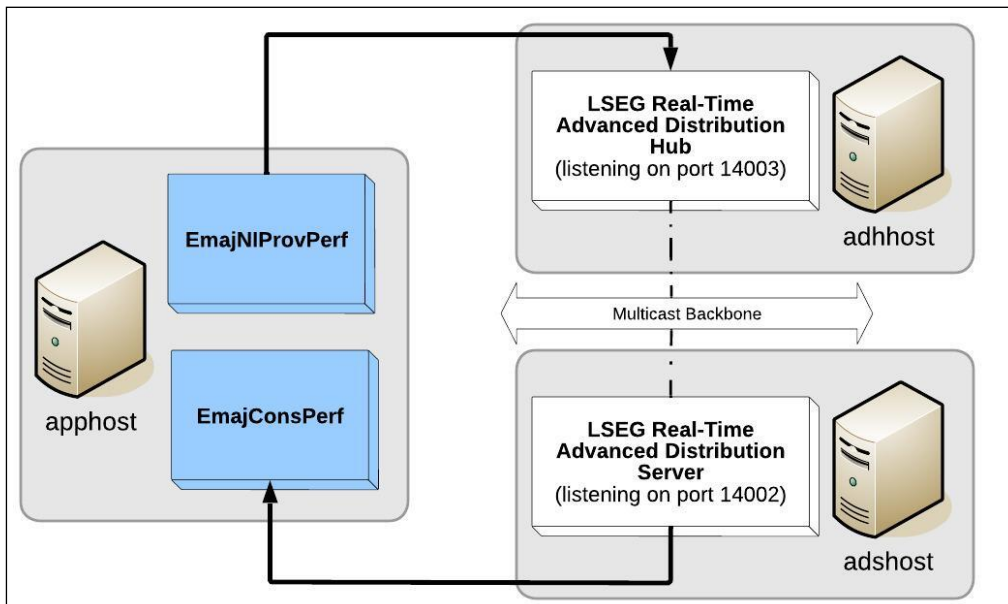 LSEG Real-Time
Advanced Distribution
Hub
(listening on port 14003)
adhhost
EmajNIProvPerf
apphost
EmajConsPerf
Multicast Backbone
LSEG Real-Time
Advanced Distribution
Server
(listening on port 14002)
adshost